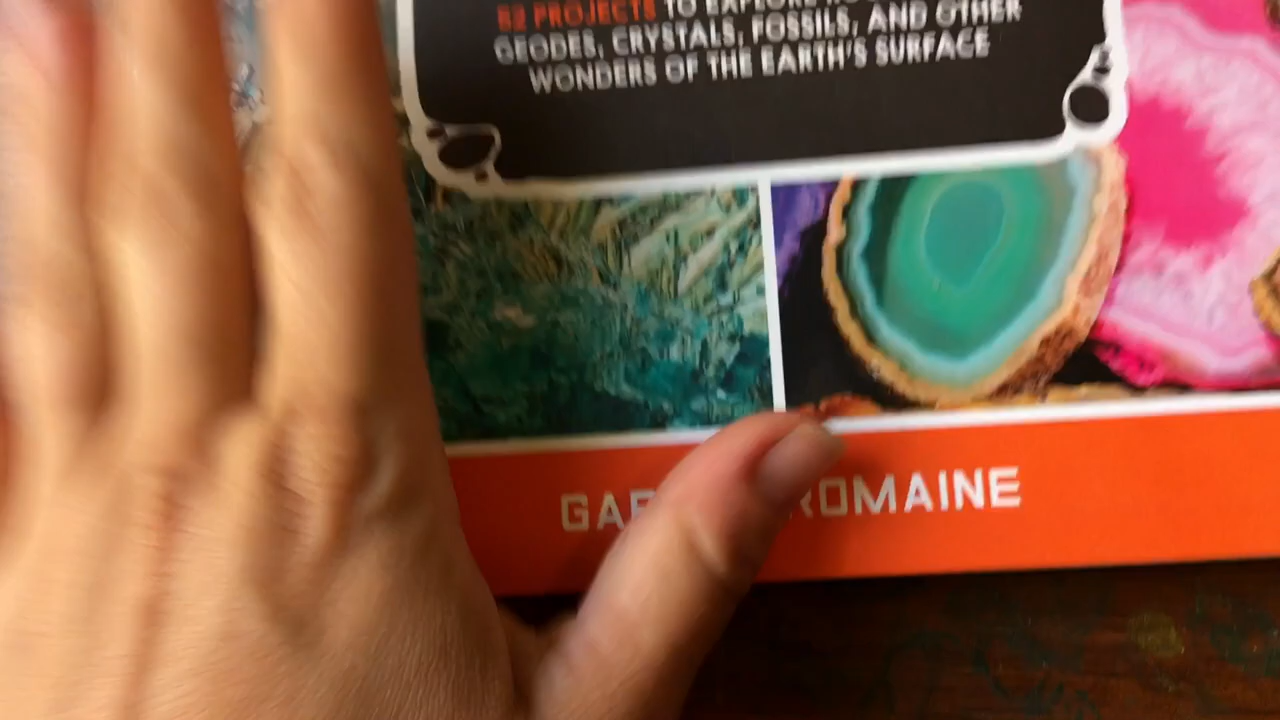 52 PROJECTS TO EXPLORE
GEODES, CRYSTALS, FOSSILS, AND OTHER
WONDERS OF THE EARTH'S SURFACE
ROMAINE